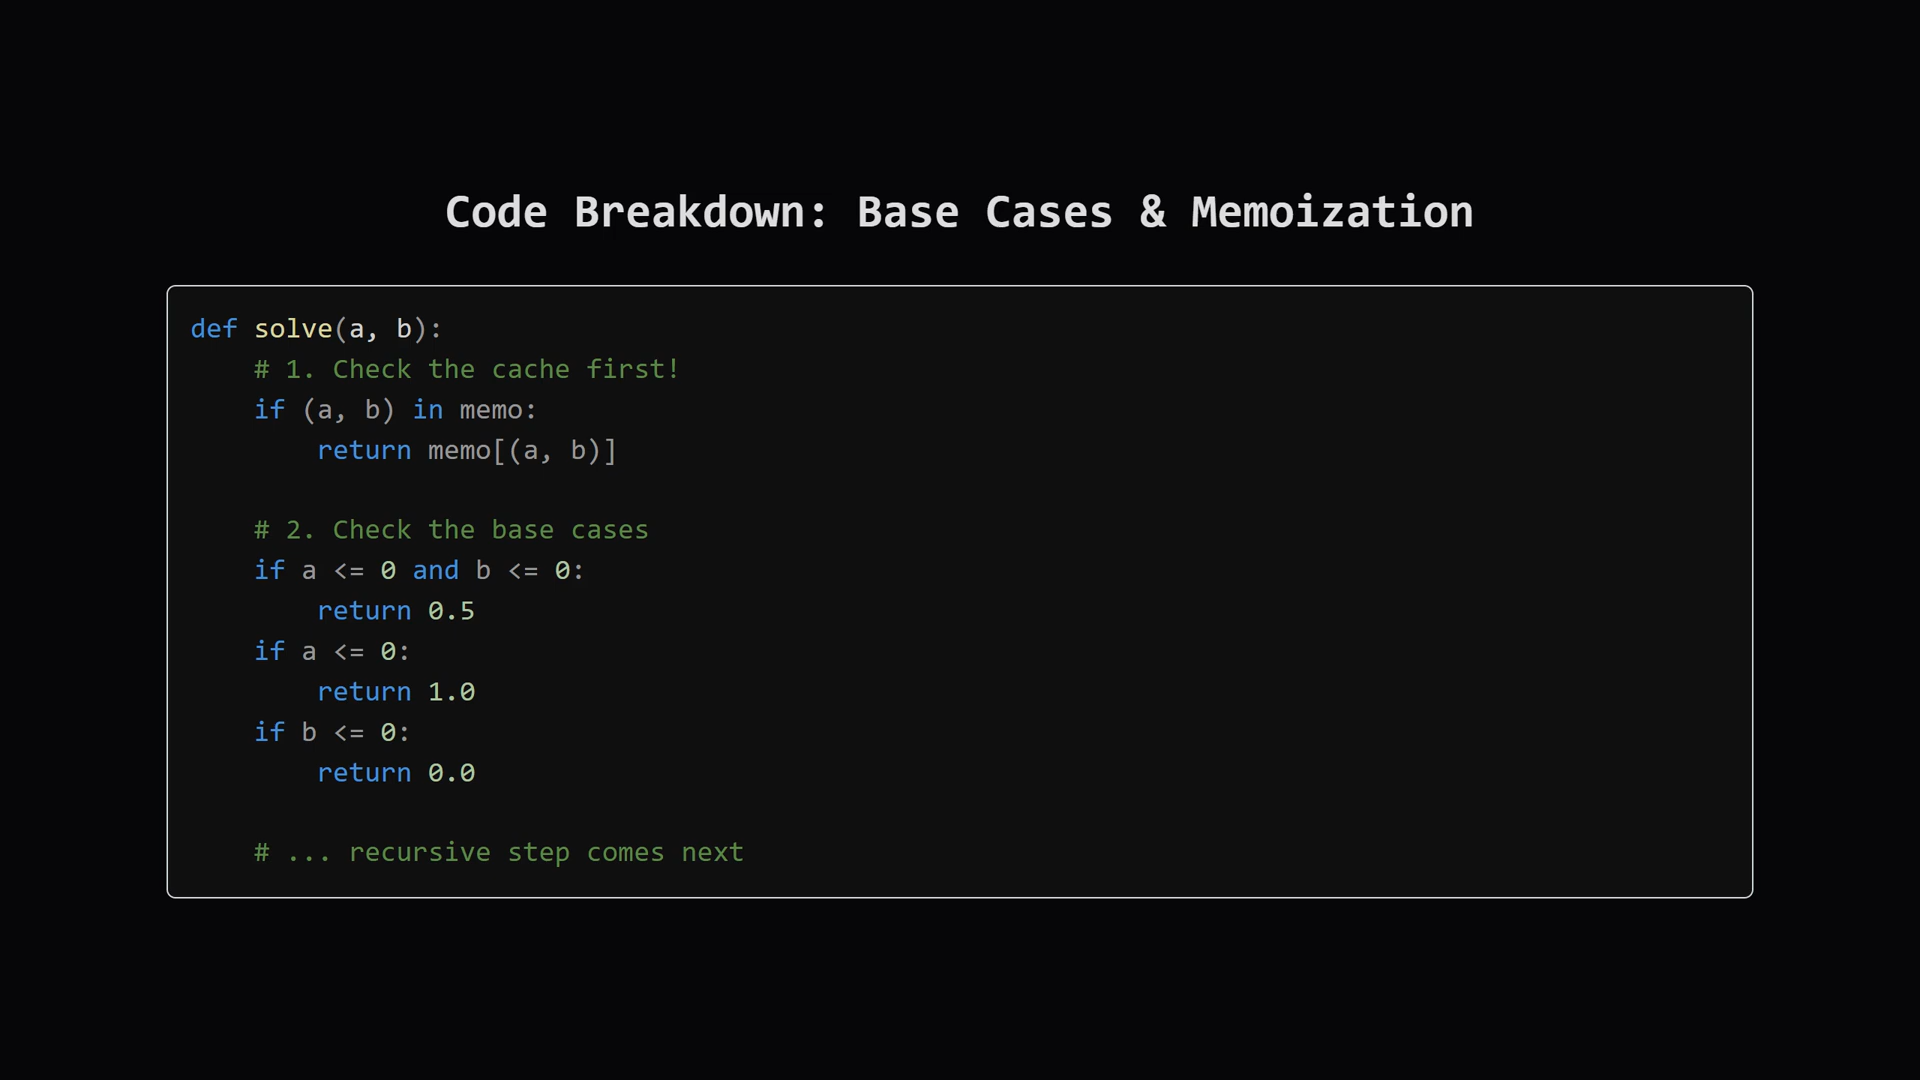 Code Breakdown: Base Cases & Memoization
def solve(a, b):
    # 1. Check the cache first!
    if (a, b) in memo:
        return memo[(a, b)]

    # 2. Check the base cases
    if a <= 0 and b <= 0:
        return 0.5
    if a <= 0:
        return 1.0
    if b <= 0:
        return 0.0

    # ... recursive step comes next